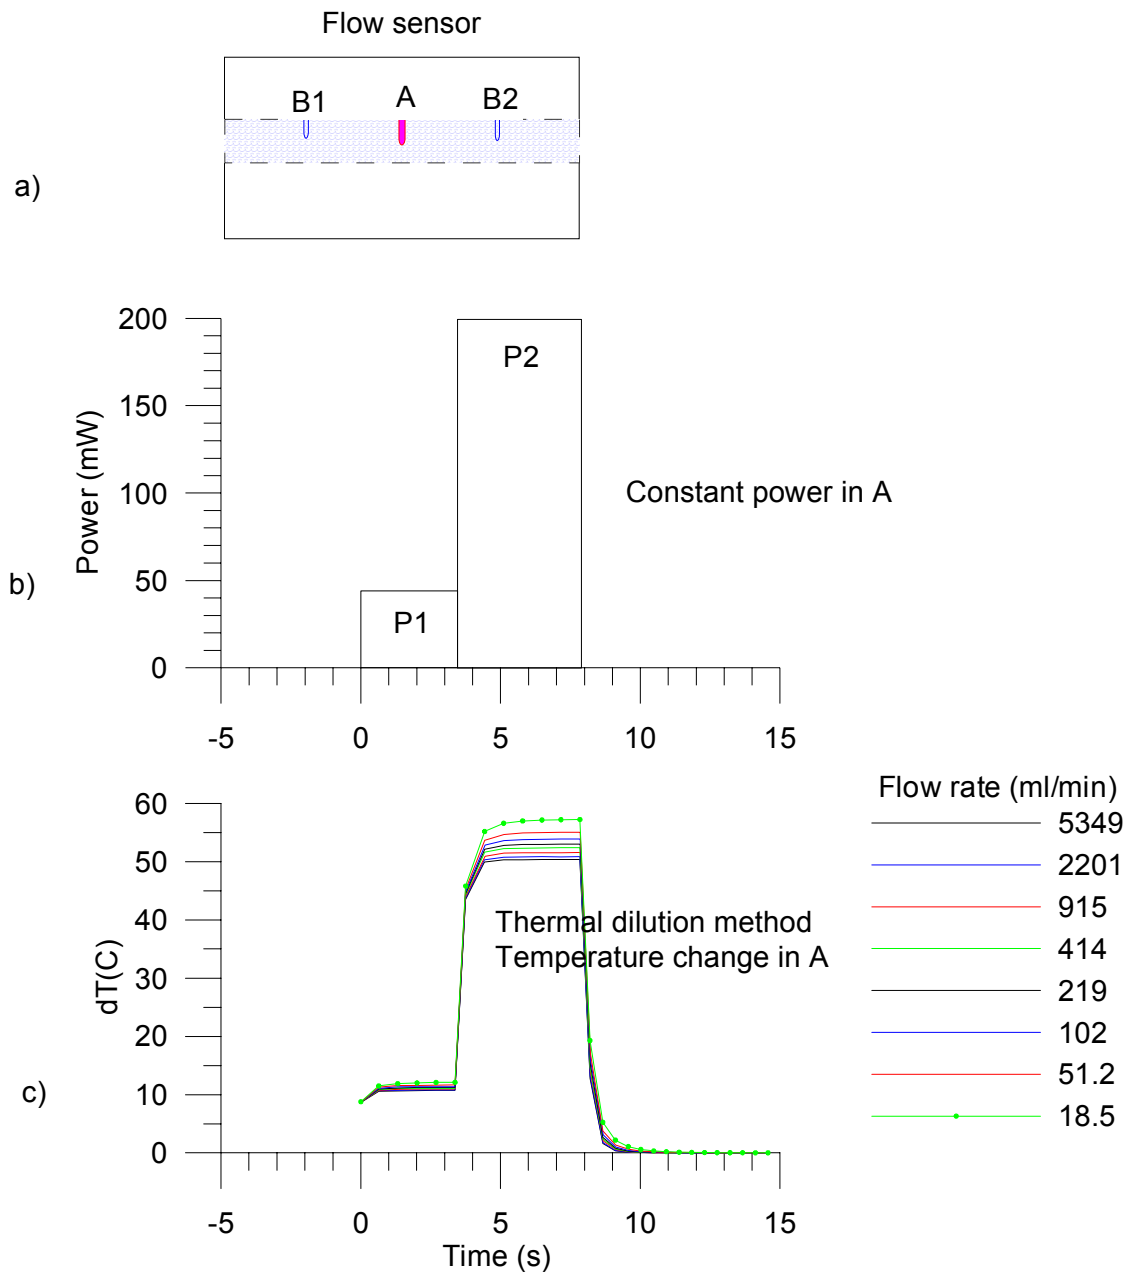 Flow sensor
B1
A
B2
a)
200
150
100
50
0
Power (mW)
P2
P1
Constant power in A
b)
-5
0
5
10
15
60
50
40
30
20
10
0
dT(C)
Thermal dilution method
Temperature change in A
c)
-5
0
5
10
15
Time (s)
Flow rate (ml/min)
5349
2201
915
414
219
102
51.2
18.5